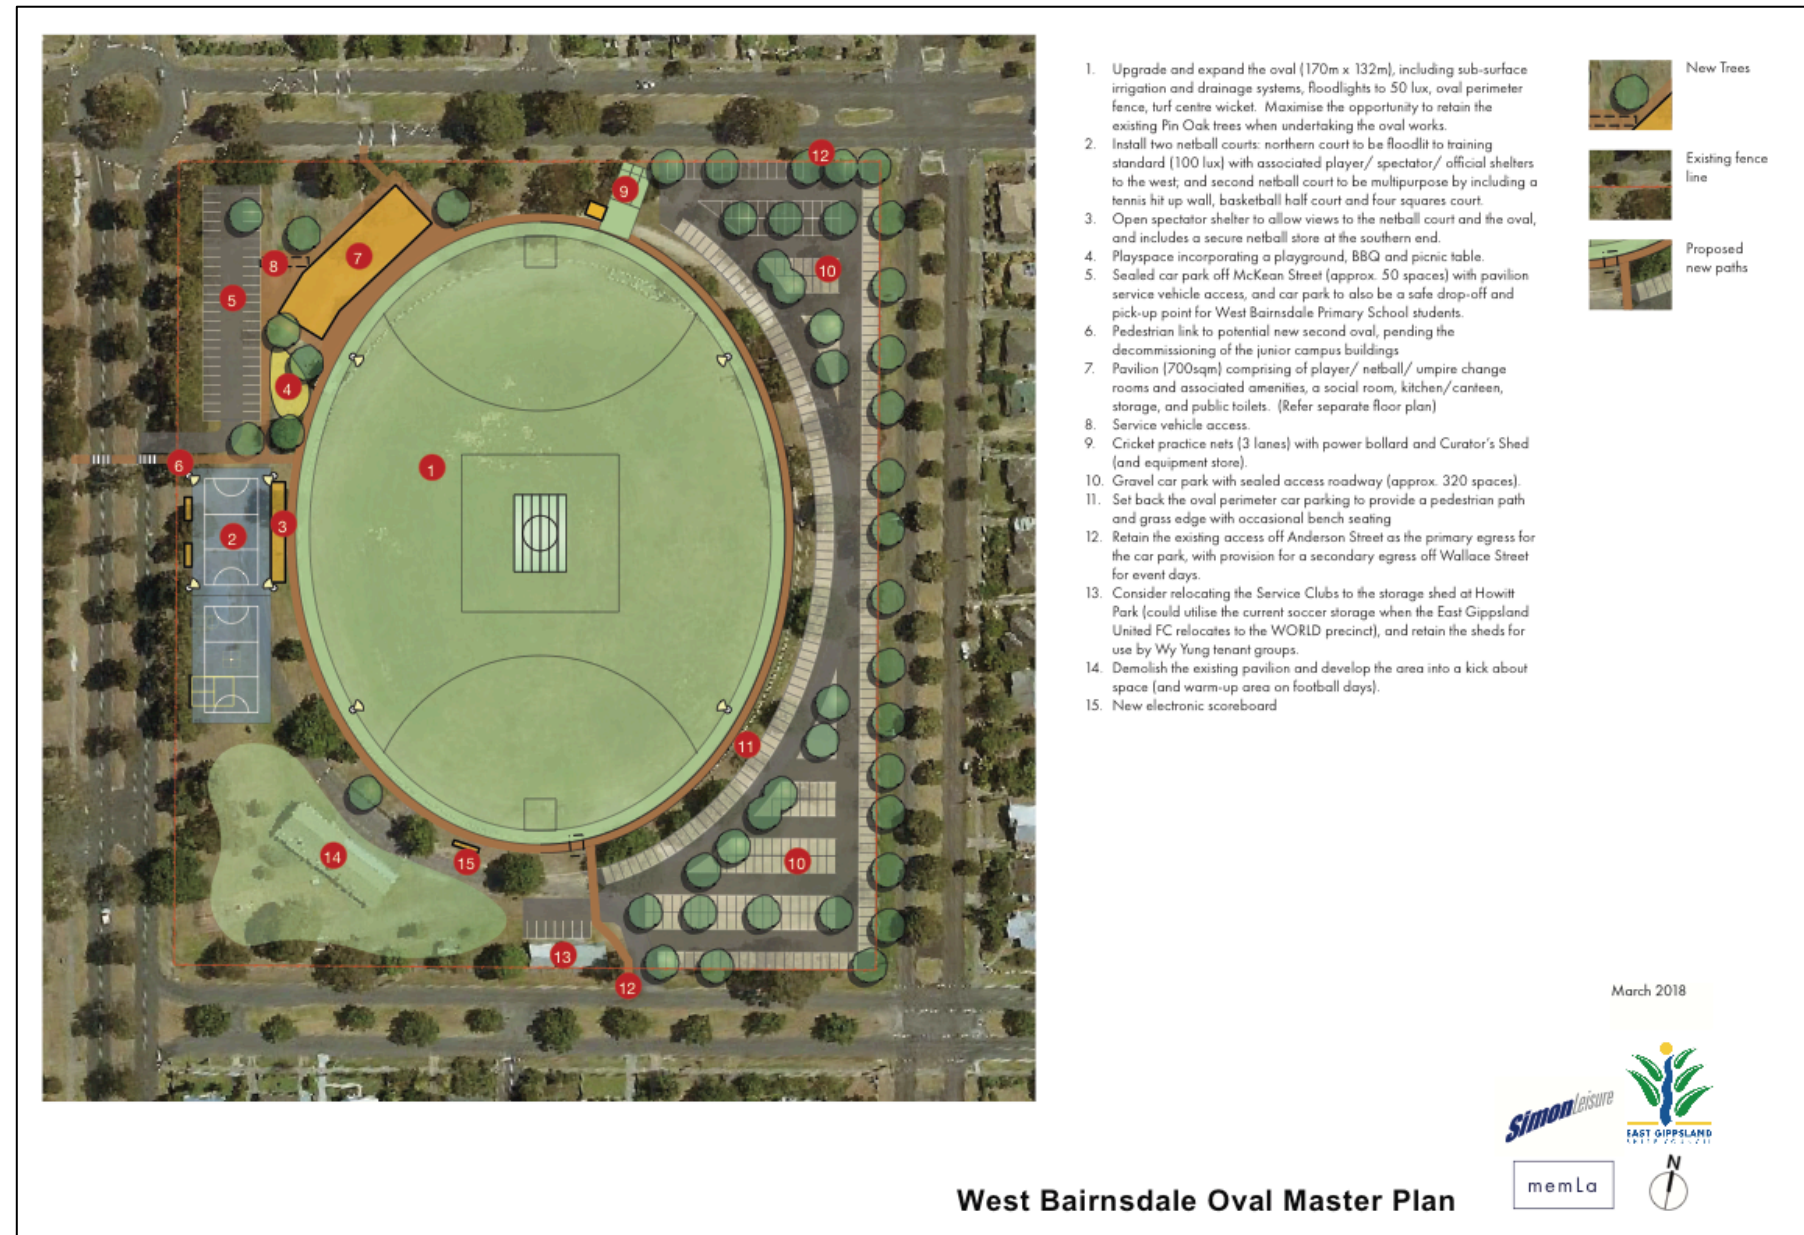 1. Upgrade and expand the oval (170m x 132m), including sub-surface
irrigation and drainage systems, floodlights to 50 lux, oval perimeter
fence, turf centre wicket. Maximise the opportunity to retain the
existing Pin Oak trees when undertaking the oval works.
2. Install two netball courts: northern court to be floodlit to training
standard (100 lux) with associated player/ spectator/ official shelters
to the west; and second netball court to be multipurpose by including a
tennis hit up wall, basketball half court and four squares court.
3. Open spectator shelter to allow views to the netball court and the oval,
and includes a secure netball store at the southern end.
4. Playspace incorporating a playground, BBQ and picnic table.
5. Sealed car park off McKean Street (approx. 50 spaces) with pavilion
service vehicle access, and car park to also be a safe drop-off and
pick-up point for West Bairnsdale Primary School students.
6. Pedestrian link to potential new second oval, pending the
decommissioning of the junior campus buildings
7. Pavilion (700sqm) comprising of player/ netball/ umpire change
rooms and associated amenities, a social room, kitchen/canteen,
storage, and public toilets. (Refer separate floor plan)
8. Service vehicle access.
9. Cricket practice nets (3 lanes) with power bollard and Curator's Shed
(and equipment store).
10. Gravel car park with sealed access roadway (approx. 320 spaces).
11. Set back the oval perimeter car parking to provide a pedestrian path
and grass edge with occasional bench seating
12. Retain the existing access off Anderson Street as the primary egress for
the car park, with provision for a secondary egress off Wallace Street
for event days.
13. Consider relocating the Service Clubs to the storage shed at Howitt
Park (could utilise the current soccer storage when the East Gippsland
United FC relocates to the WORLD precinct), and retain the sheds for
use by Wy Yung tenant groups.
14. Demolish the existing pavilion and develop the area into a kick about
space (and warm-up area on football days).
15. New electronic scoreboard
New Trees
Existing fence
line
Proposed
new paths
12
9
7
8
10
5
4
1
6
3
2
11
14
15
10
13
12
March 2018
Simon Leisure
EAST GIPPSLAND
memLa
N
West Bairnsdale Oval Master Plan